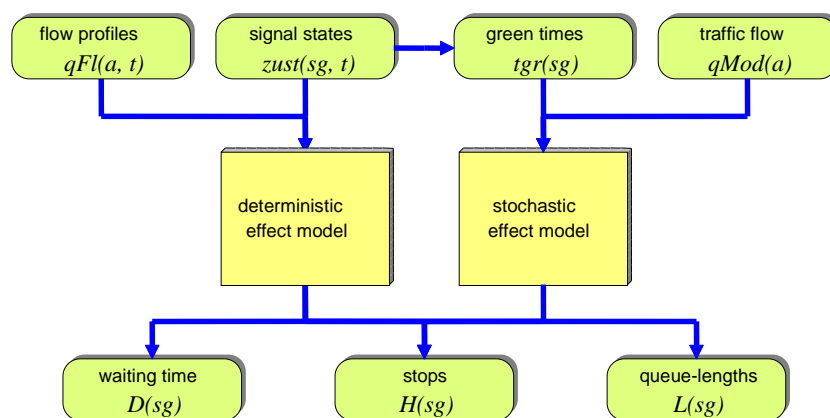 flow profiles
qFl(a, t)
signal states
zust(sg, t)
green times
tgr(sg)
traffic flow
qMod(a)
deterministic
effect model
stochastic
effect model
waiting time
D(sg)
stops
H(sg)
queue-lengths
L(sg)